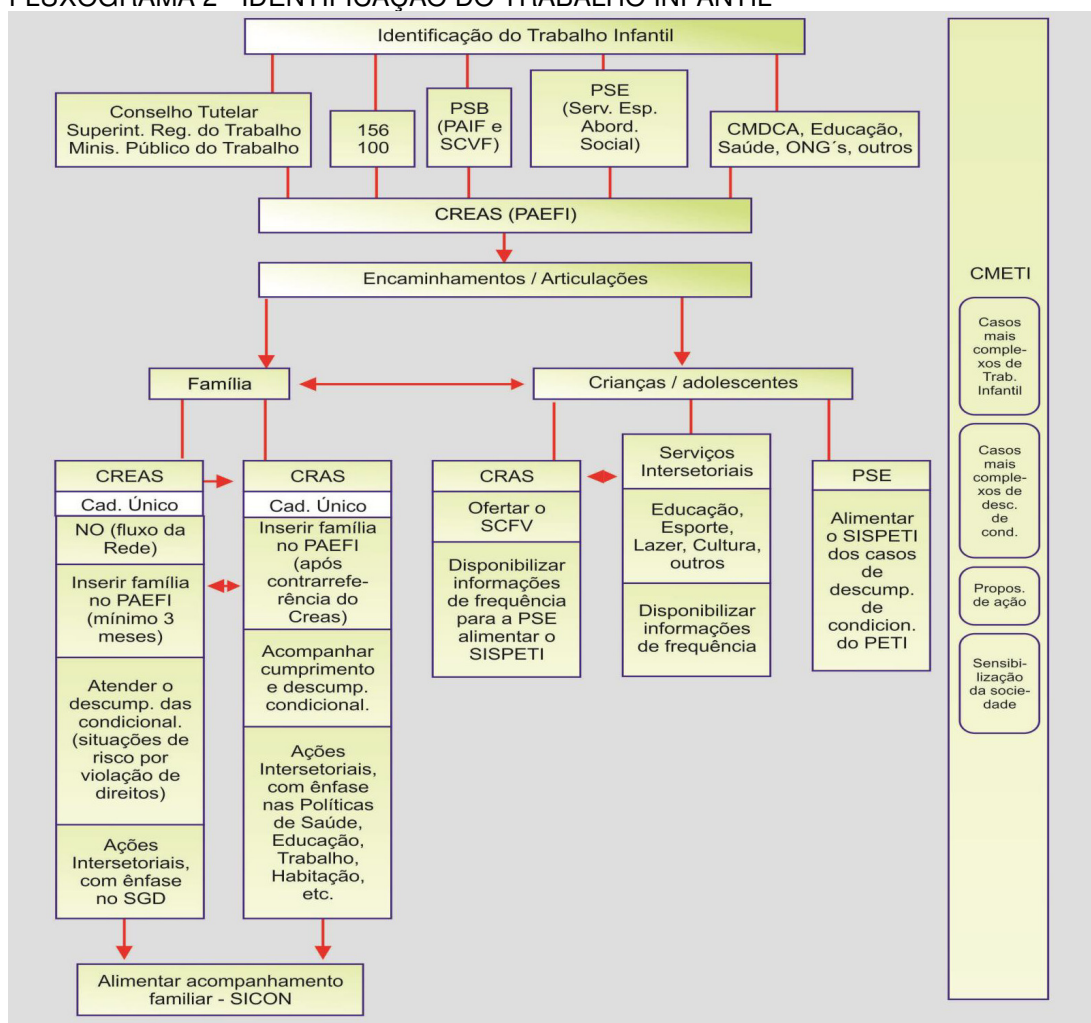 FLUXOGRAMA 2 - IDENTIFICAÇÃO DO TRABALHO INFANTIL
Identificação do Trabalho Infantil
Conselho Tutelar
Superint. Reg. do Trabalho
Minis. Público do Trabalho
156
100
PSB
(PAIF e
SCVF)
PSE
(Serv. Esp.
Abord.
Social)
CMDCA, Educação,
Saúde, ONG´s, outros
CREAS (PAEFI)
Encaminhamentos / Articulações
Família
Crianças / adolescentes
CREAS
Cad. Único
NO (fluxo da
Rede)
Inserir família
no PAEFI
(mínimo 3
meses)
Atender o
descump. das
condicional.
(situações de
risco por
violação de
direitos)
Ações
Intersetoriais,
com ênfase
no SGD
CRAS
Cad. Único
Inserir família
no PAEFI
(após
contrarrefe-
rência do
Creas)
Acompanhar
cumprimento
e descump.
condicional.
Ações
Intersetoriais,
com ênfase
nas Políticas
de Saúde,
Educação,
Trabalho,
Habitação,
etc.
Alimentar acompanhamento
familiar - SICON
CRAS
Ofertar o
SCFV
Disponibilizar
informações
de frequência
para a PSE
alimentar o
SISPETI
Serviços
Intersetoriais
Educação,
Esporte,
Lazer, Cultura,
outros
Disponibilizar
informações
de frequência
PSE
Alimentar
o SISPETI
dos casos
de
descump.
de
condicion.
do PETI
CMETI
Casos
mais
comple-
xos de
Trab.
Infantil
Casos
mais
comple-
xos de
desc.
de
cond.
Propos.
de ação
Sensibi-
lização
da socie-
dade